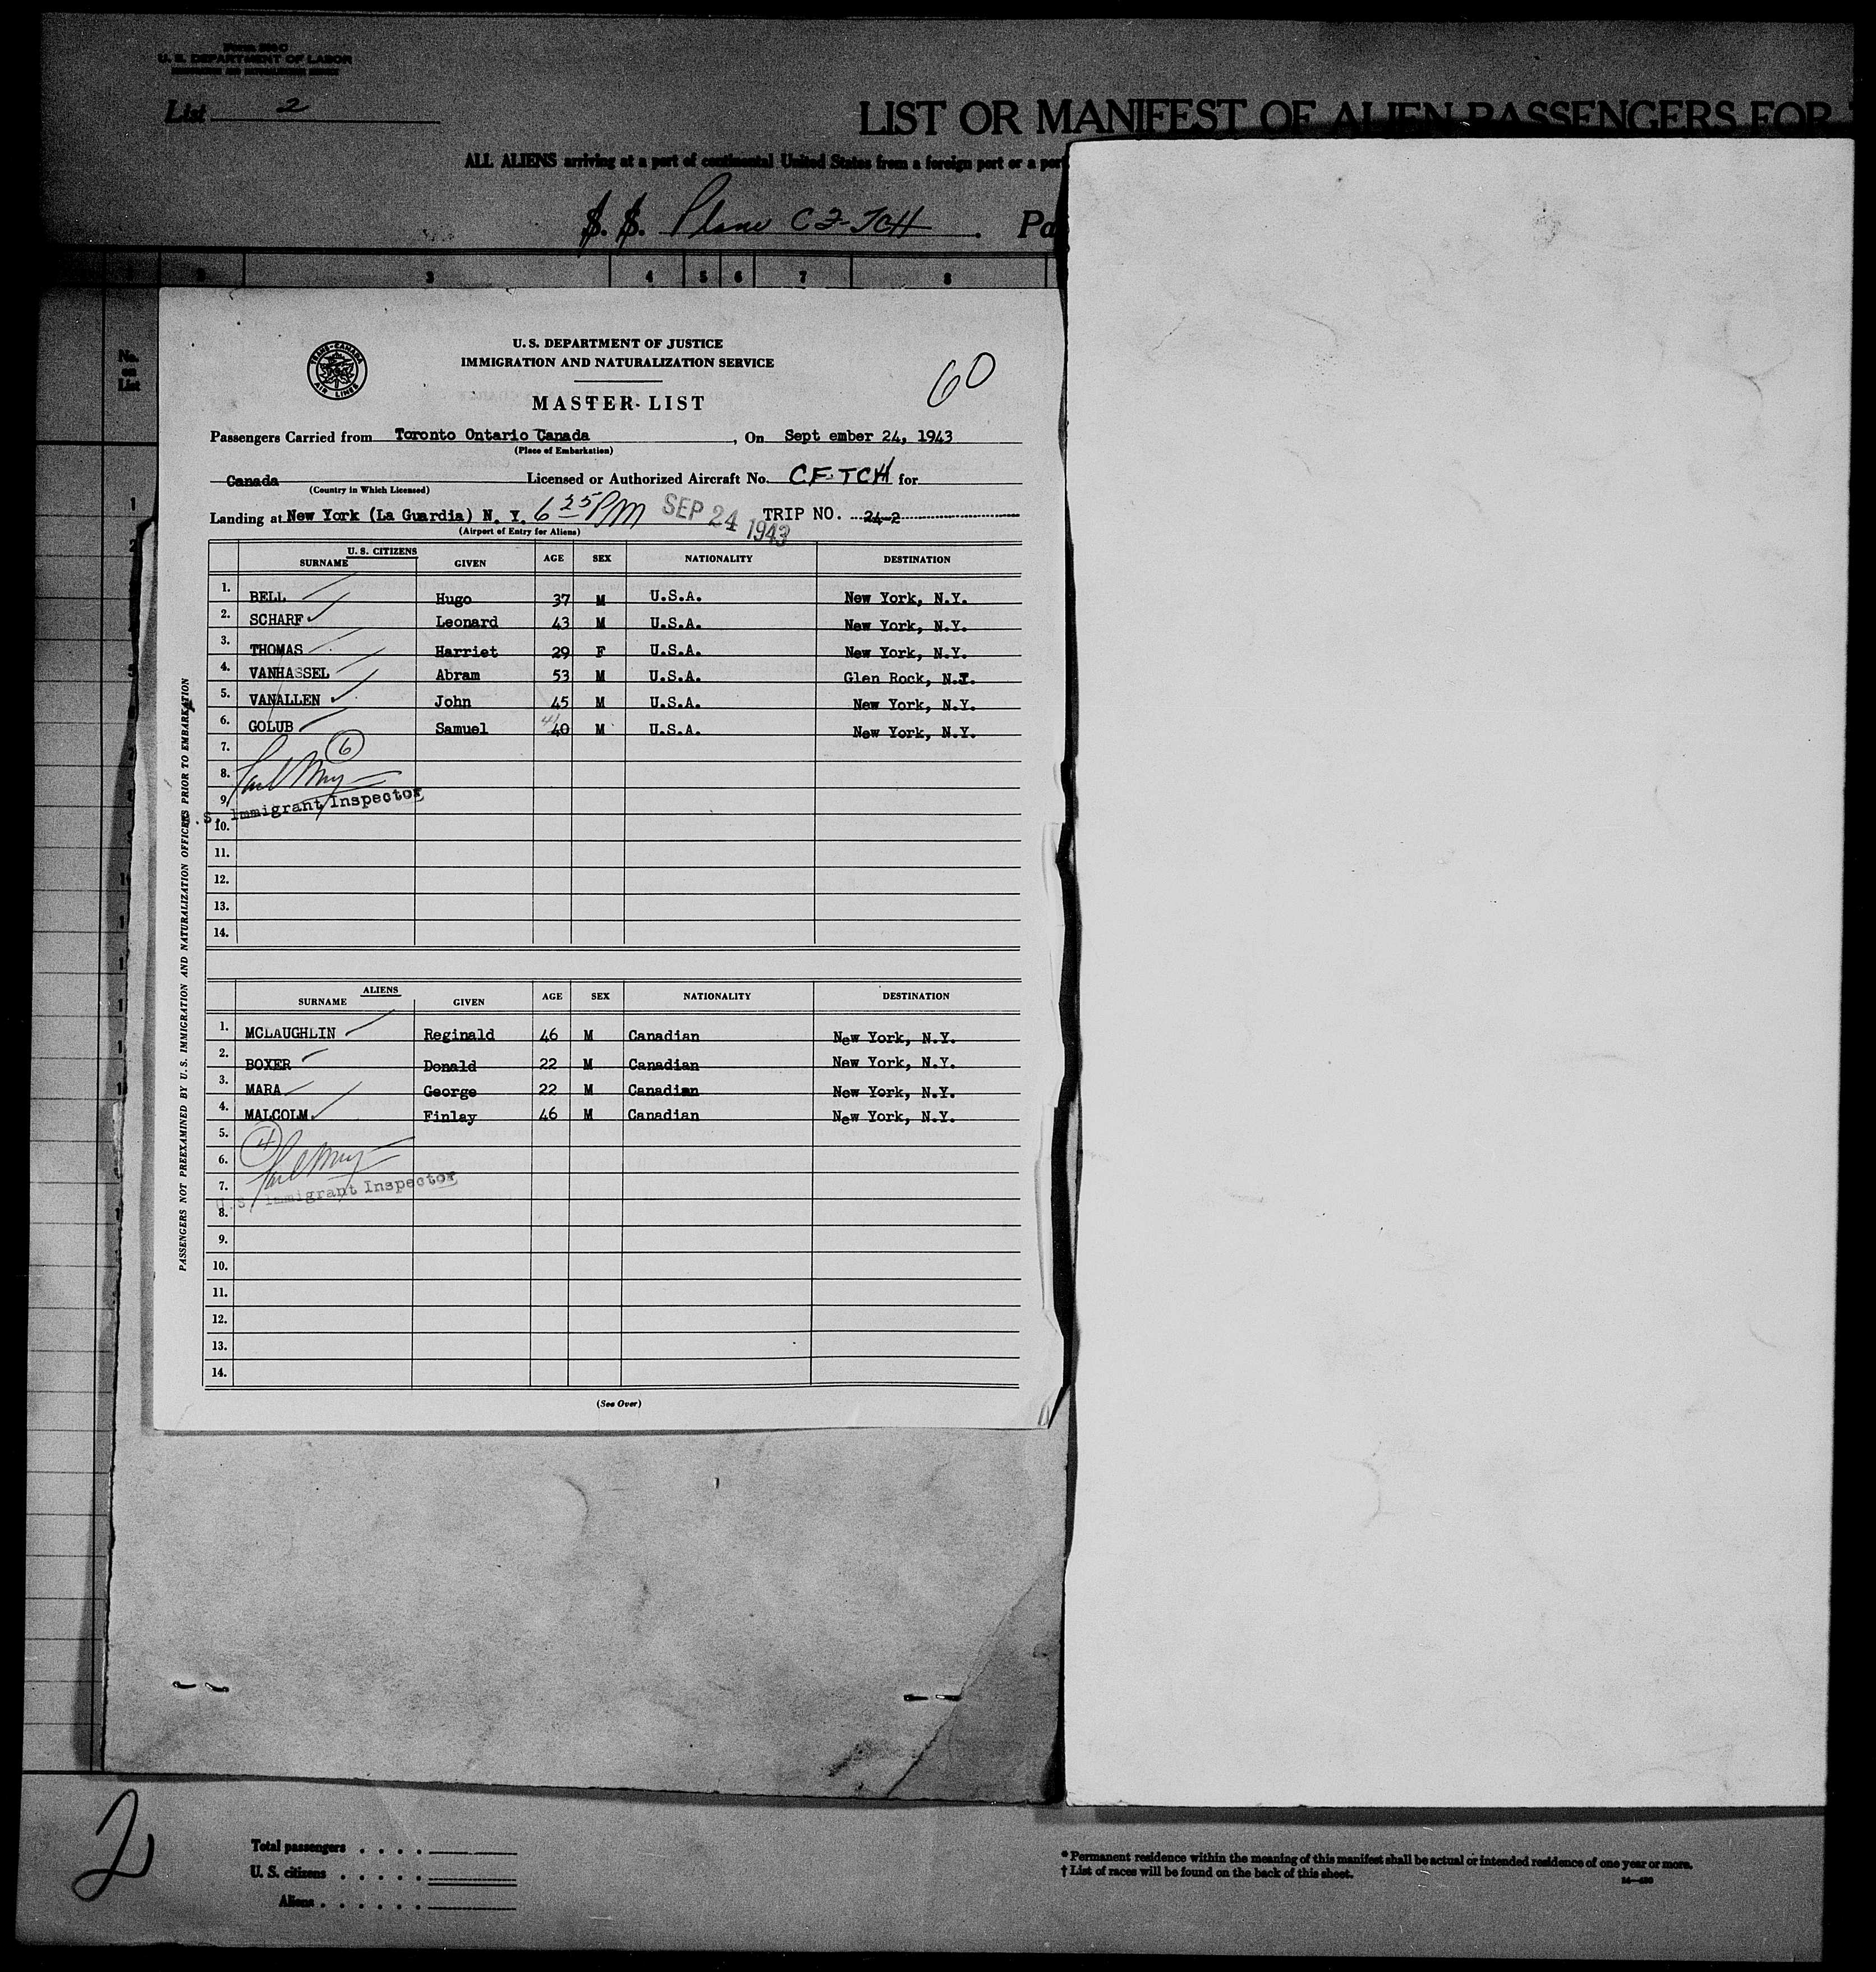 Form 500 C
U. S. DEPARTMENT OF LABOR
List 2
LIST OR MANIFEST OF ALIEN PASSENGERS FOR
ALL ALIENS arriving at a port of continental United States from a foreign port or a port
S. S. Plane CF-TCH . Pa
2 3 4 5 6 7 8
No. on List
U. S. DEPARTMENT OF JUSTICE
IMMIGRATION AND NATURALIZATION SERVICE
TRANS-CANADA AIR LINES
60
MASTER LIST
Passengers Carried from Toronto Ontario Canada , On Sept ember 24, 1943
(Place of Embarkation)
Canada Licensed or Authorized Aircraft No. CF-TCH for
(Country in Which Licensed)
Landing at New York (La Guardia) N. Y. 6 25 PM SEP 24 1943 TRIP NO. 24-2
(Airport of Entry for Aliens)
U. S. CITIZENS
SURNAME GIVEN AGE SEX NATIONALITY DESTINATION
1. BELL Hugo 37 M U.S.A. New York, N.Y.
2. SCHARF Leonard 43 M U.S.A. New York, N.Y.
3. THOMAS Harriet 29 F U.S.A. New York, N.Y.
4. VANHASSEL Abram 53 M U.S.A. Glen Rock, N.J.
5. VANALLEN John 45 M U.S.A. New York, N.Y.
6. GOLUB Samuel 41 40 M U.S.A. New York, N.Y.
7. 6
8.
9.
U.S. Immigrant Inspector
10.
11.
12.
13.
14.
ALIENS
SURNAME GIVEN AGE SEX NATIONALITY DESTINATION
1. MCLAUGHLIN Reginald 46 M Canadian New York, N.Y.
2. BOXER Donald 22 M Canadian New York, N.Y.
3. MARA George 22 M Canadian New York, N.Y.
4. MALCOLM Finlay 46 M Canadian New York, N.Y.
5. 4
6.
7.
U.S. Immigrant Inspector
8.
9.
10.
11.
12.
13.
14.
(See Over)
PASSENGERS NOT PREEXAMINED BY U.S. IMMIGRATION AND NATURALIZATION OFFICERS PRIOR TO EMBARKATION
2
Total passengers
U. S. citizens
Aliens
* Permanent residence within the meaning of this manifest shall be actual or intended residence of one year or more.
† List of races will be found on the back of this sheet.